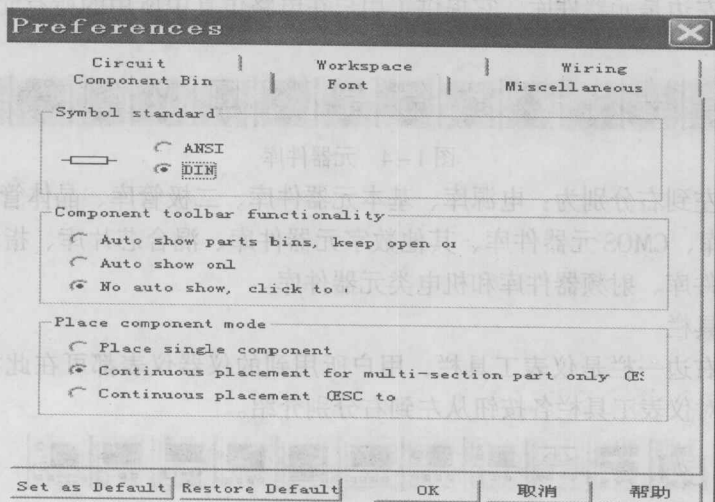 Preferences
Circuit | Workspace | Wiring
Component Bin | Font | Miscellaneous
Symbol standard
ANSI
DIN
Component toolbar functionality
Auto show parts bins, keep open or
Auto show onl
No auto show, click to .
Place component mode
Place single component
Continuous placement for multi-section part only (ES
Continuous placement (ESC to
Set as Default Restore Default OK 取消 帮助